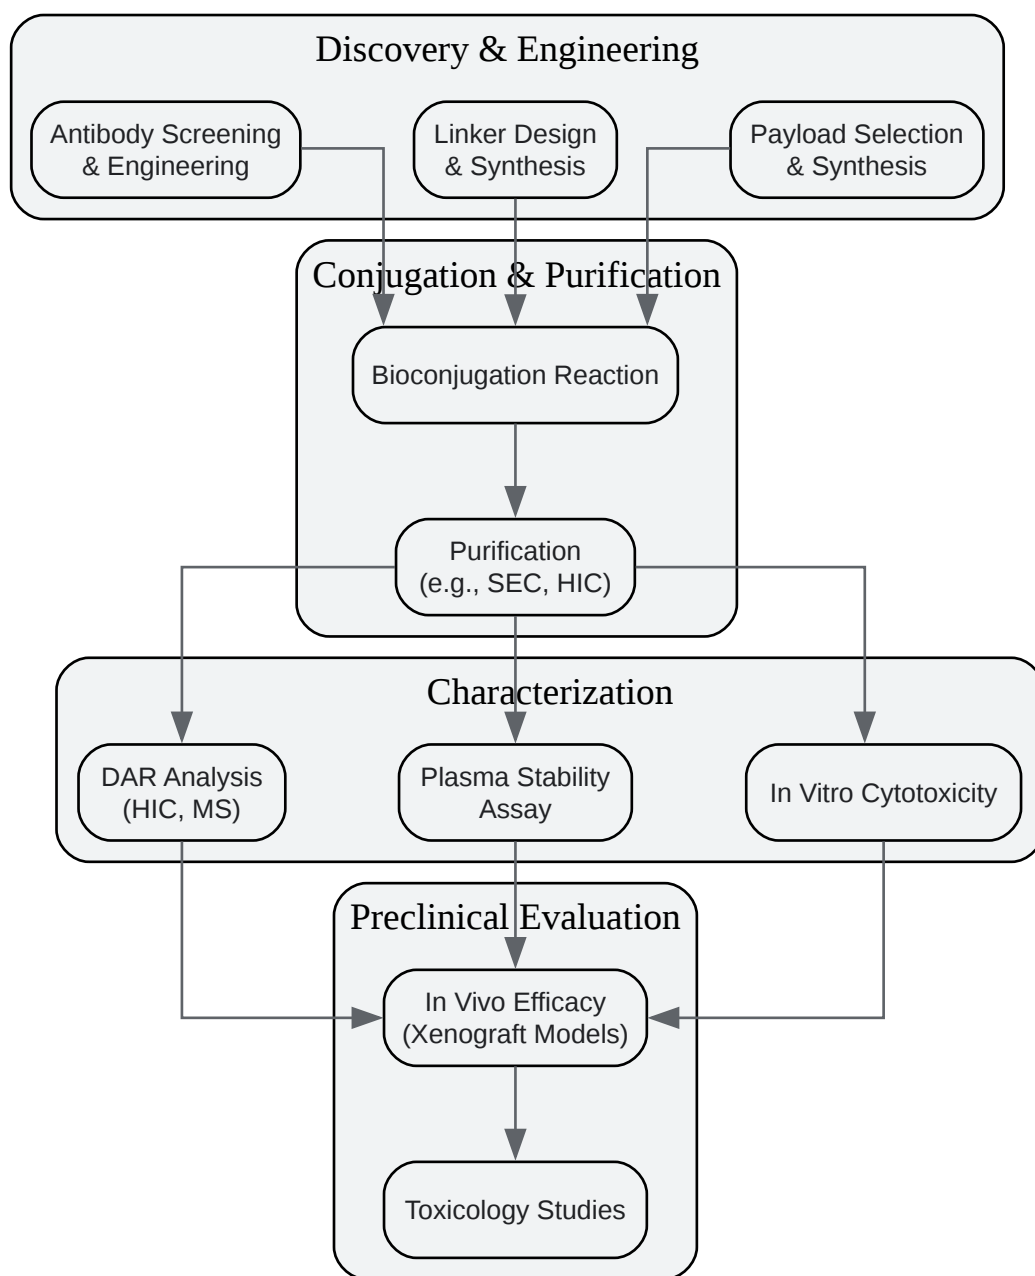 Discovery & Engineering
Antibody Screening
& Engineering
Linker Design
& Synthesis
Payload Selection
& Synthesis
Conjugation & Purification
Bioconjugation Reaction
Purification
(e.g., SEC, HIC)
Characterization
DAR Analysis
(HIC, MS)
Plasma Stability
Assay
In Vitro Cytotoxicity
Preclinical Evaluation
In Vivo Efficacy
(Xenograft Models)
Toxicology Studies